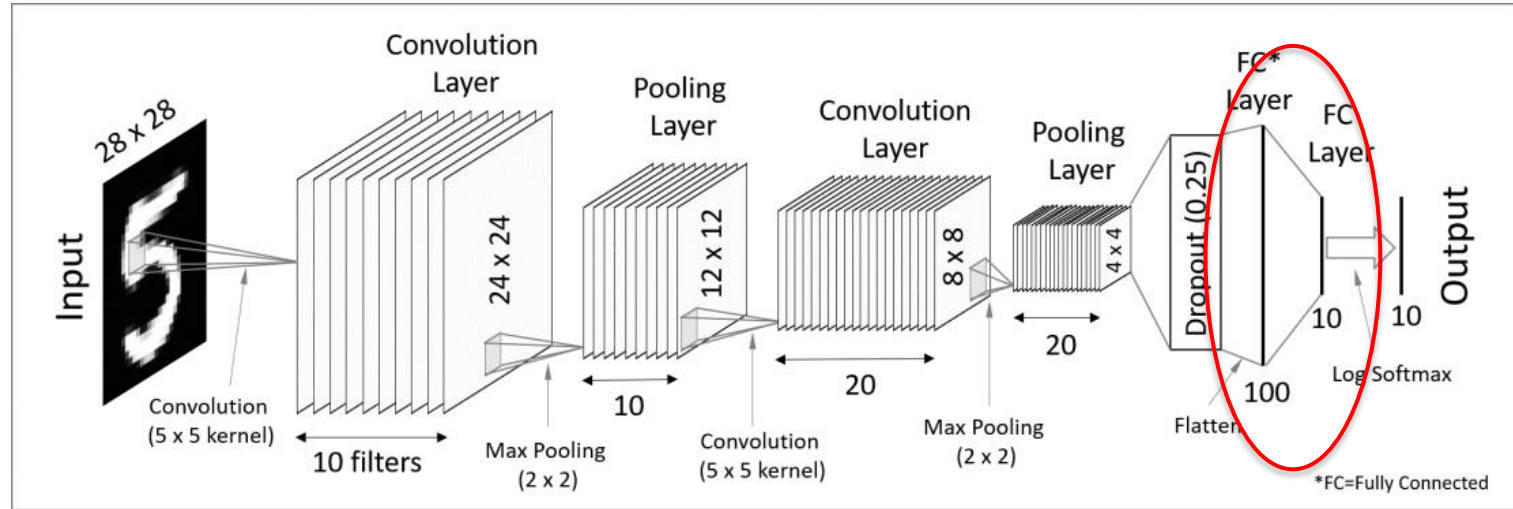 Input
28 x 28
Convolution
(5 x 5 kernel)
Convolution
Layer
24 x 24
10 filters
Max Pooling
(2 x 2)
Pooling
Layer
12 x 12
10
Convolution
(5 x 5 kernel)
Convolution
Layer
8 x 8
20
Max Pooling
(2 x 2)
Pooling
Layer
4 x 4
20
Dropout (0.25)
Flatten
FC*
Layer
100
FC
Layer
10
Log Softmax
10
Output
*FC=Fully Connected